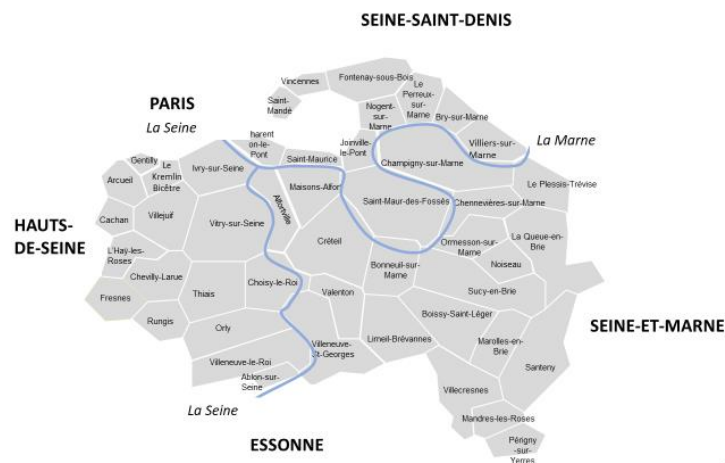 SEINE-SAINT-DENIS
Vincennes
Fontenay-sous-Bois
Le
Perreux-
sur-
Marne
PARIS
La Seine
Saint-
Mandé
Nogent-
sur-
Marne
Bry-sur-Marne
harent
on-le-
Pont
Joinville-
le-Pont
Villiers-sur-
Marne
La Marne
Gentilly
Le
Kremlin
Bicêtre
Ivry-sur-Seine
Saint-Maurice
Champigny-sur-Marne
Arcueil
Maisons-Alfort
Le Plessis-Trévise
Cachan
Villejuif
Vitry-sur-Seine
Alfortville
Saint-Maur-des-Fossés
Chennevières-sur-Marne
HAUTS-
DE-SEINE
L'Haÿ-les-
Roses
Créteil
Ormesson-sur-
Marne
La Queue-en-
Brie
Chevilly-Larue
Choisy-le-Roi
Bonneuil-sur-
Marne
Noiseau
Fresnes
Thiais
Valenton
Sucy-en-Brie
Rungis
Orly
Boissy-Saint-Léger
SEINE-ET-MARNE
Villeneuve-
St-Georges
Limeil-Brévannes
Marolles-en-
Brie
Villeneuve-le-Roi
Santeny
Ablon-sur-
Seine
Villecresnes
La Seine
Mandres-les-Roses
ESSONNE
Périgny
-sur-
Yerres